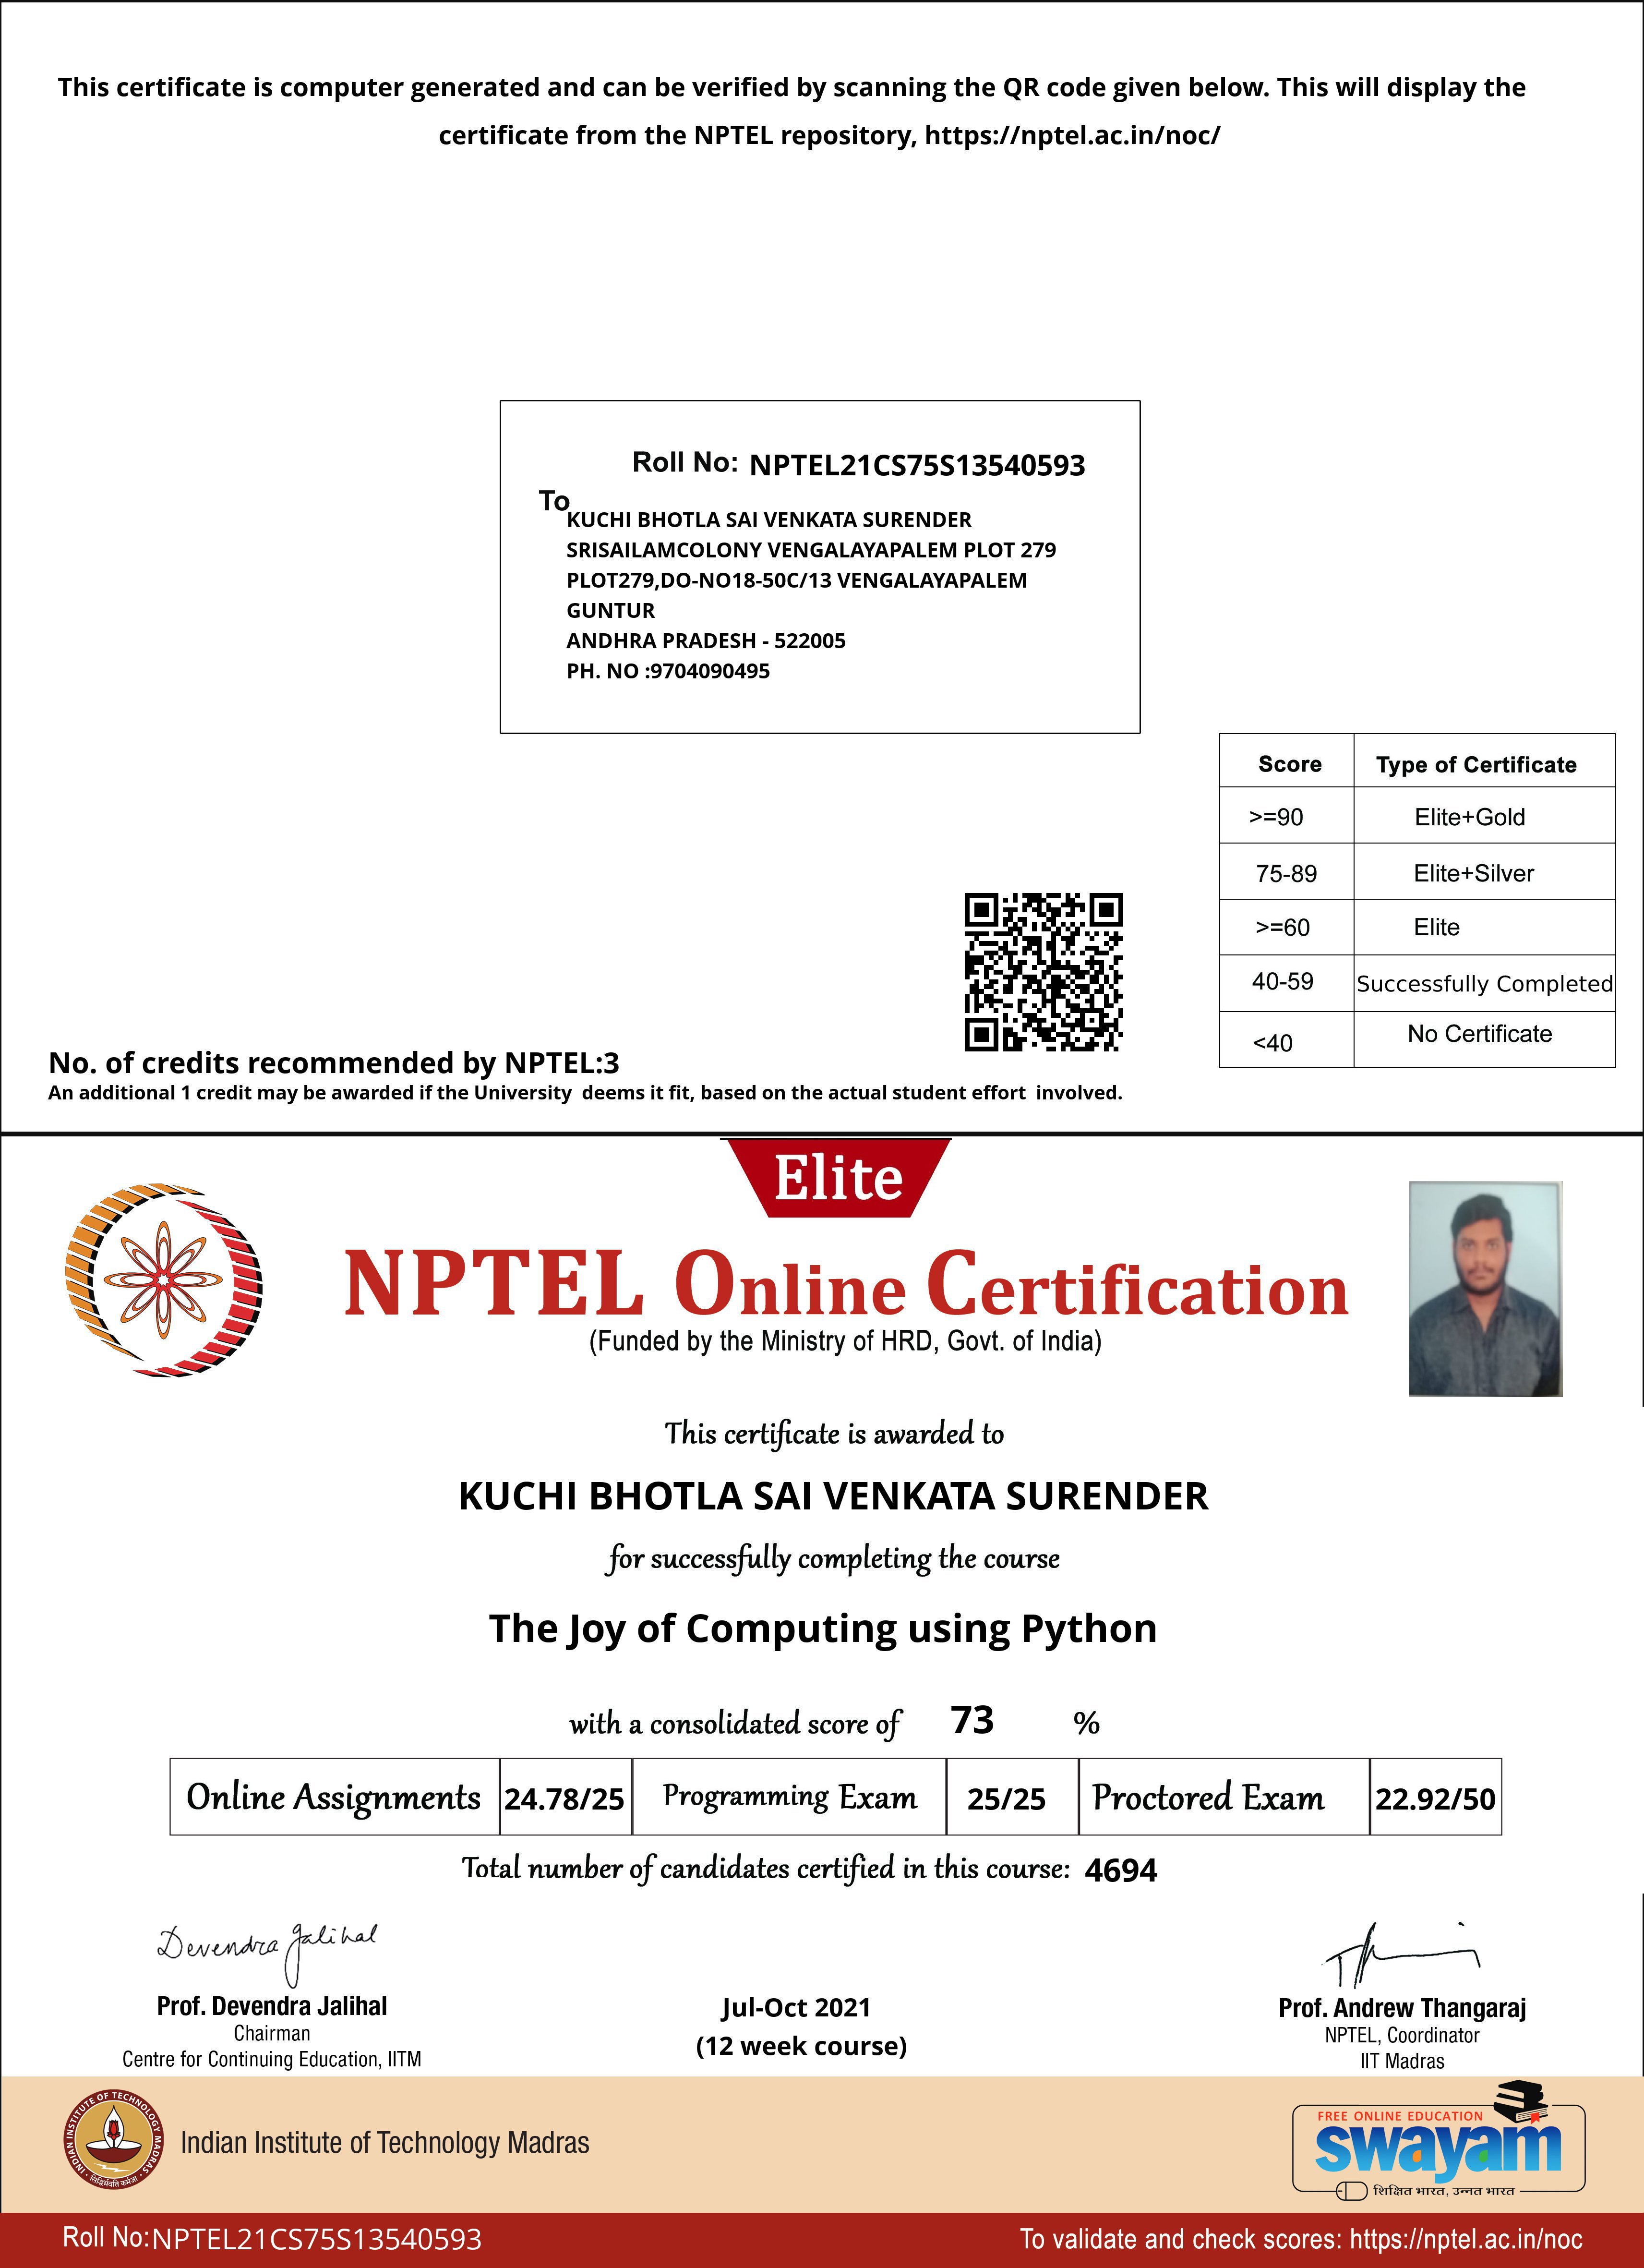 This certificate is computer generated and can be verified by scanning the QR code given below. This will display the
certificate from the NPTEL repository, https://nptel.ac.in/noc/
Roll No: NPTEL21CS75S13540593
To
KUCHI BHOTLA SAI VENKATA SURENDER
SRISAILAMCOLONY VENGALAYAPALEM PLOT 279
PLOT279,DO-NO18-50C/13 VENGALAYAPALEM
GUNTUR
ANDHRA PRADESH - 522005
PH. NO :9704090495
Score Type of Certificate
>=90 Elite+Gold
75-89 Elite+Silver
>=60 Elite
40-59 Successfully Completed
<40 No Certificate
No. of credits recommended by NPTEL:3
An additional 1 credit may be awarded if the University deems it fit, based on the actual student effort involved.
Elite
NPTEL Online Certification
(Funded by the Ministry of HRD, Govt. of India)
This certificate is awarded to
KUCHI BHOTLA SAI VENKATA SURENDER
for successfully completing the course
The Joy of Computing using Python
with a consolidated score of 73 %
Online Assignments 24.78/25 Programming Exam 25/25 Proctored Exam 22.92/50
Total number of candidates certified in this course: 4694
Devendra Jalihal
Prof. Devendra Jalihal
Chairman
Centre for Continuing Education, IITM
Jul-Oct 2021
(12 week course)
Prof. Andrew Thangaraj
NPTEL, Coordinator
IIT Madras
INDIAN INSTITUTE OF TECHNOLOGY MADRAS
सिद्धिर्भवति कर्मजा
Indian Institute of Technology Madras
FREE ONLINE EDUCATION
swayam
शिक्षित भारत, उन्नत भारत
Roll No:NPTEL21CS75S13540593
To validate and check scores: https://nptel.ac.in/noc